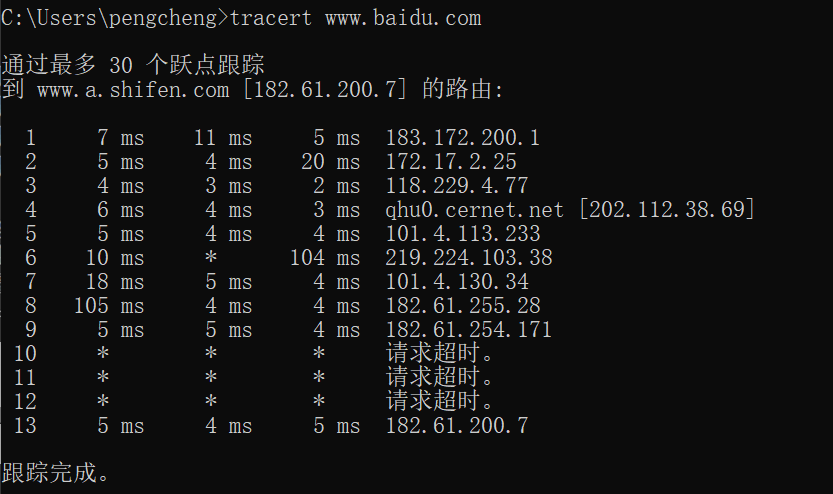 C:\Users\pengcheng>tracert www.baidu.com
通过最多 30 个跃点跟踪
到 www.a.shifen.com [182.61.200.7] 的路由:
1 7 ms 11 ms 5 ms 183.172.200.1
2 5 ms 4 ms 20 ms 172.17.2.25
3 4 ms 3 ms 2 ms 118.229.4.77
4 6 ms 4 ms 3 ms qhu0.cernet.net [202.112.38.69]
5 5 ms 4 ms 4 ms 101.4.113.233
6 10 ms * 104 ms 219.224.103.38
7 18 ms 5 ms 4 ms 101.4.130.34
8 105 ms 4 ms 4 ms 182.61.255.28
9 5 ms 5 ms 4 ms 182.61.254.171
10 * * * 请求超时。
11 * * * 请求超时。
12 * * * 请求超时。
13 5 ms 4 ms 5 ms 182.61.200.7
跟踪完成。